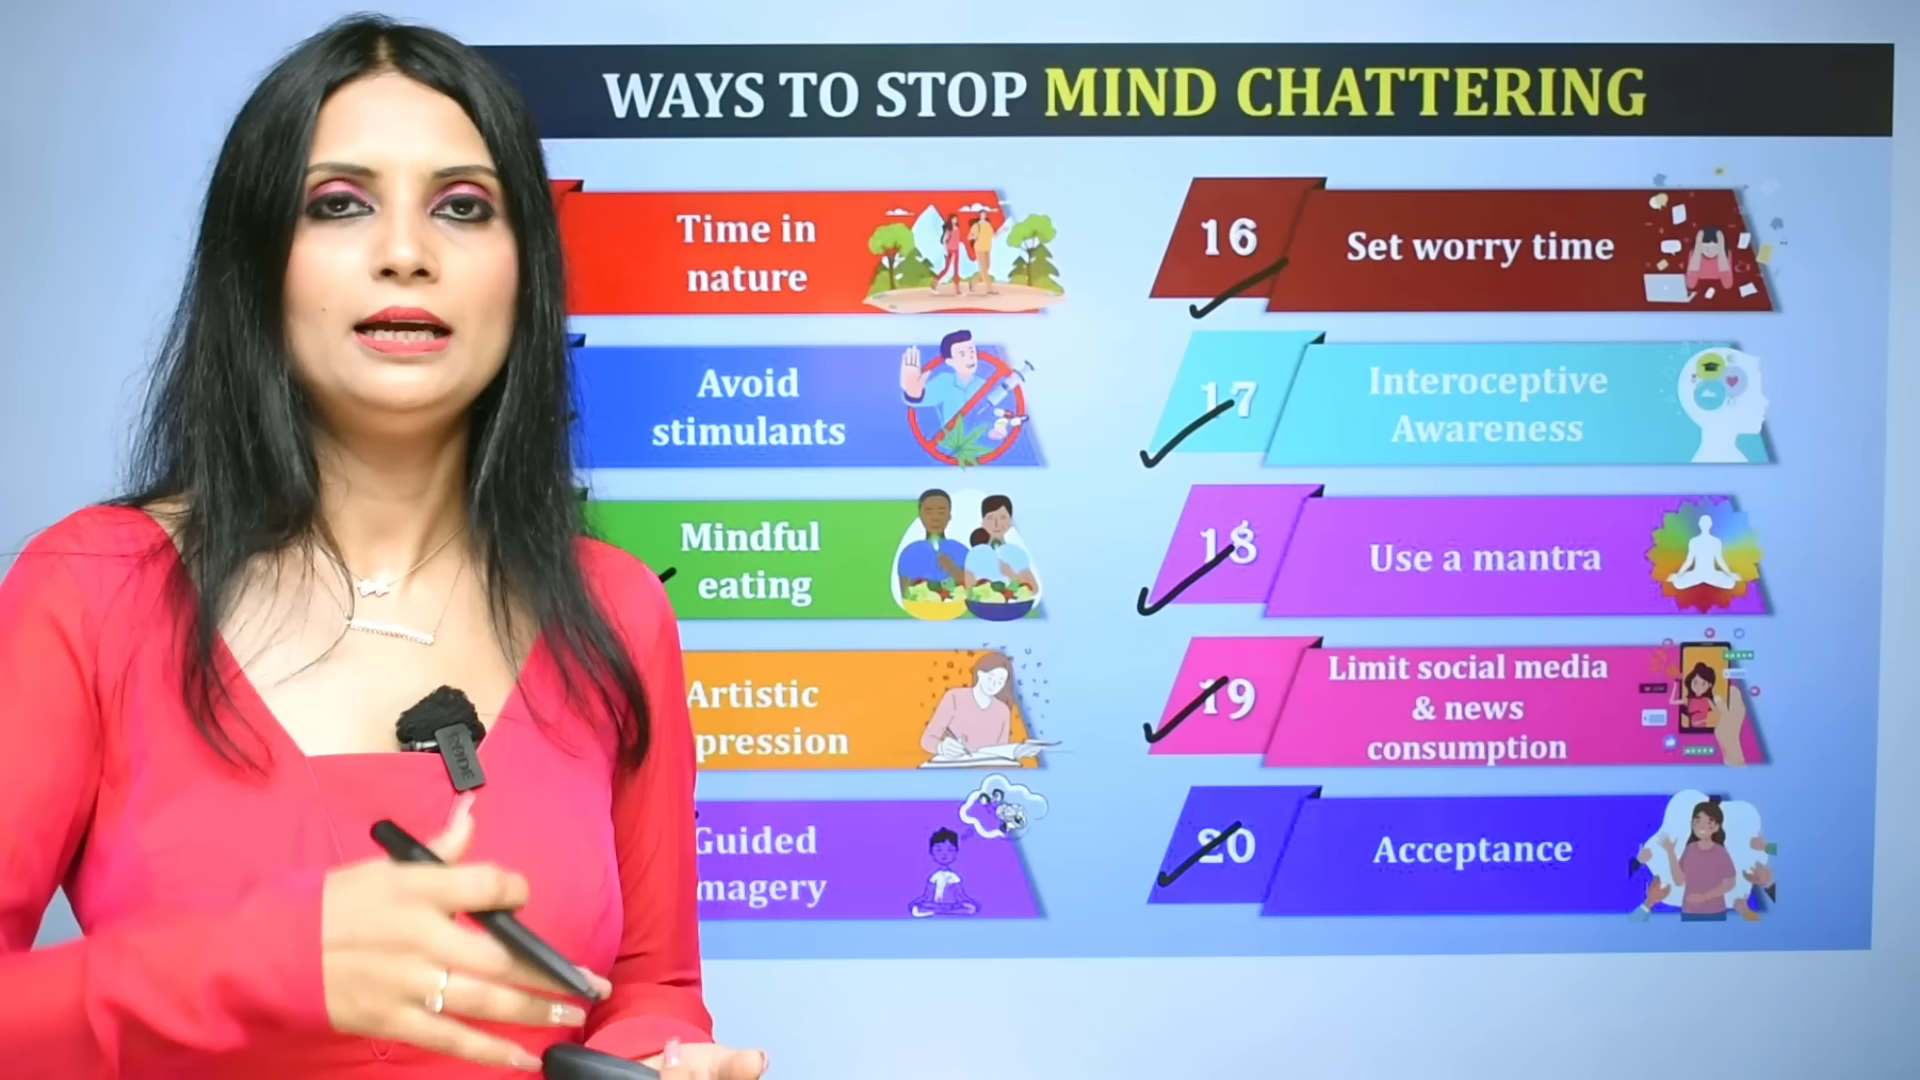 WAYS TO STOP MIND CHATTERING
Time in
nature
Avoid
stimulants
Mindful
eating
Artistic
pression
Guided
magery
16
Set worry time
17
Interoceptive
Awareness
18
Use a mantra
19
Limit social media
& news
consumption
20
Acceptance
RODE